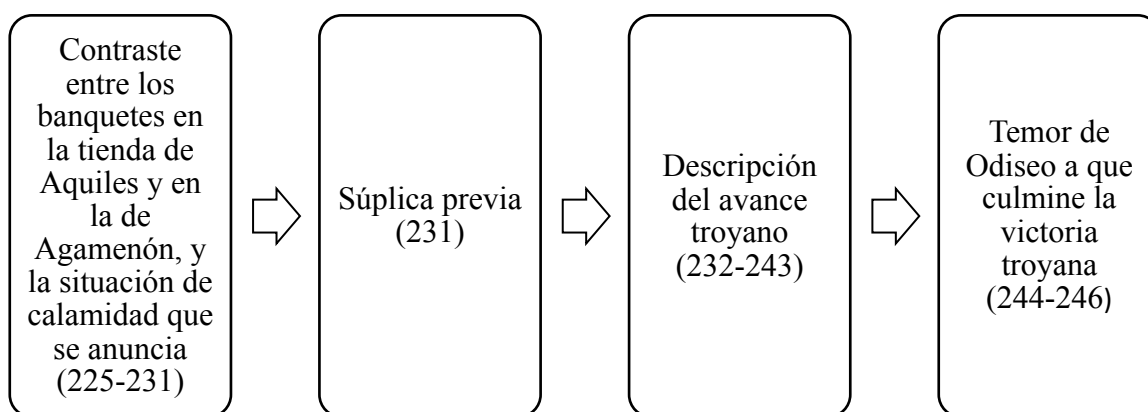 Contraste
entre los
banquetes en
la tienda de
Aquiles y en
la de
Agamenón, y
la situación de
calamidad que
se anuncia
(225-231)
Súplica previa
(231)
Descripción
del avance
troyano
(232-243)
Temor de
Odiseo a que
culmine la
victoria
troyana
(244-246)